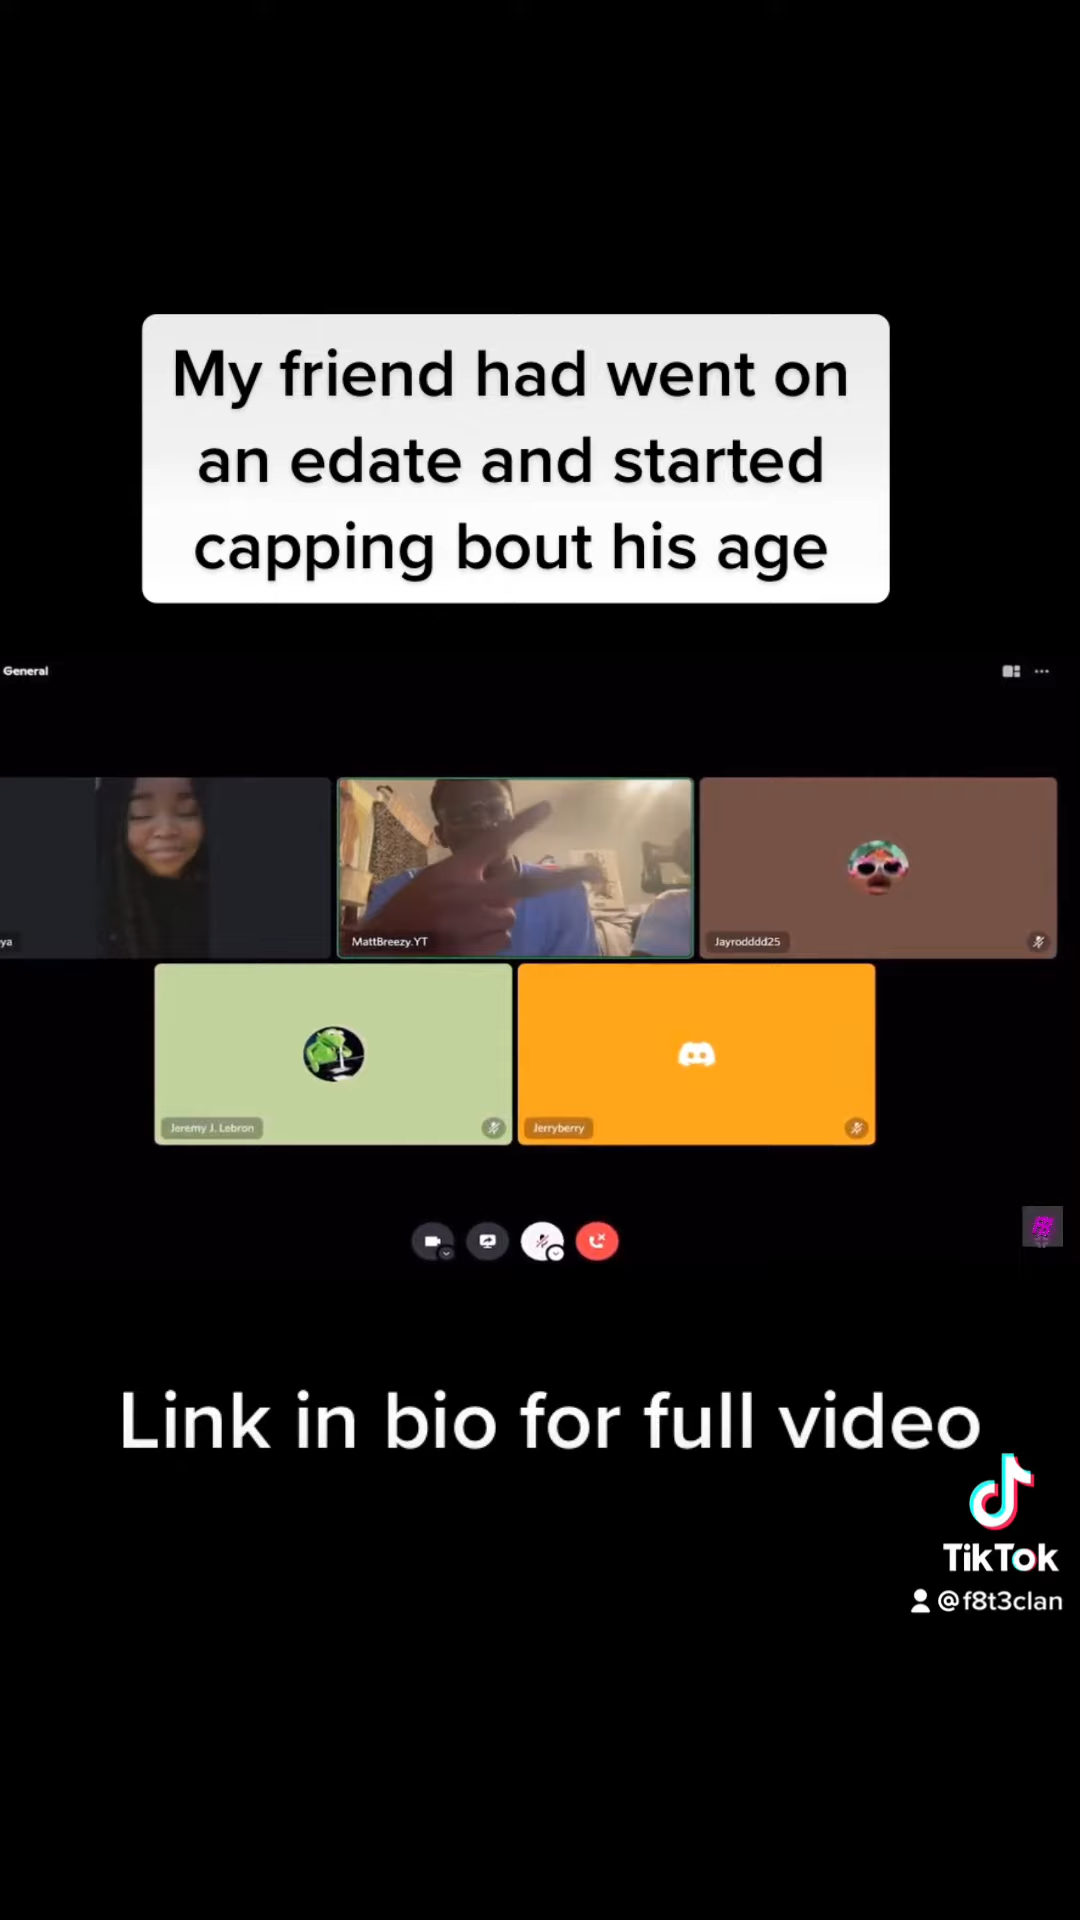 My friend had went on
an edate and started
capping bout his age
General
ya
MattBreezy.YT
Jayrodddd25
Jeremy J. Lebron
Jerryberry
Link in bio for full video
TikTok
@f8t3clan